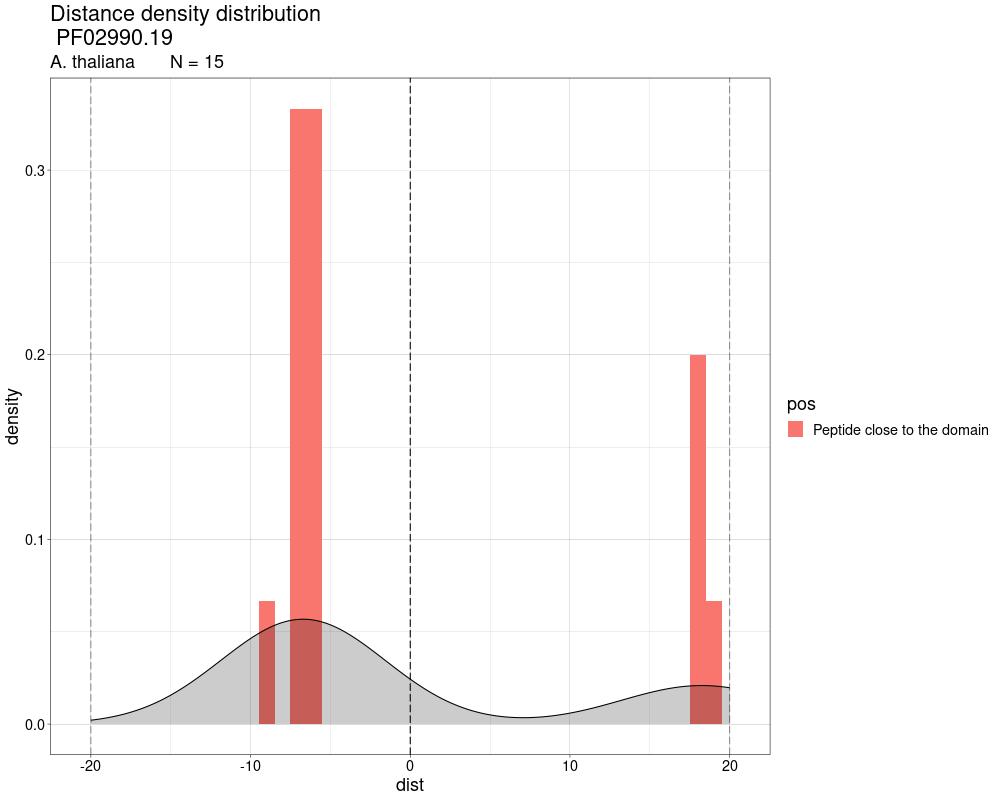 Distance density distribution
PF02990.19
A. thaliana N = 15
0.3
0.2
0.1
0.0
density
-20 -10 0 10 20
dist
pos
Peptide close to the domain